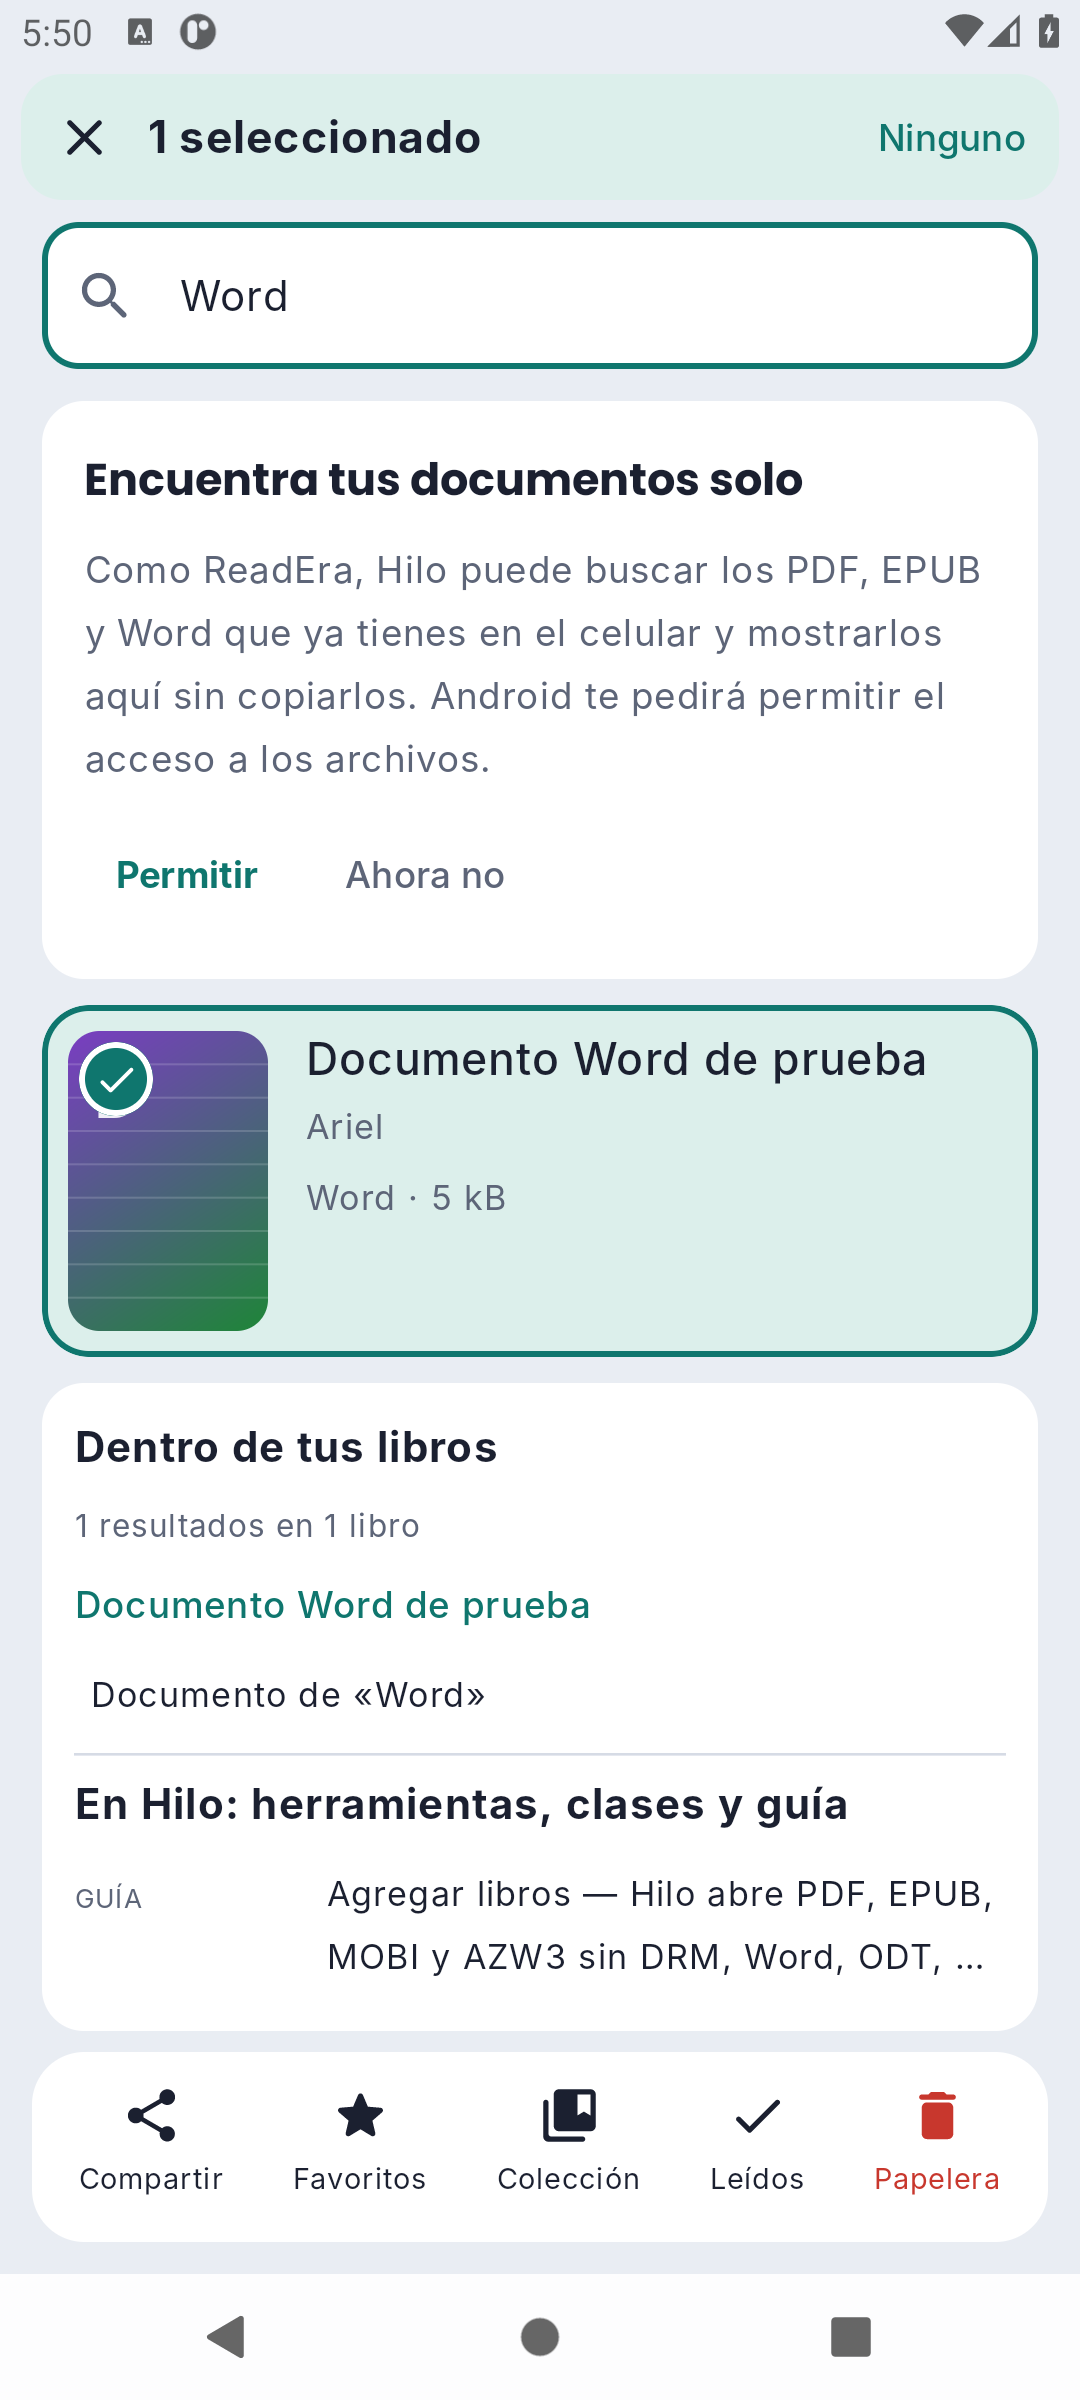 5:50
1 seleccionado
Ninguno
Word
Encuentra tus documentos solo
Como ReadEra, Hilo puede buscar los PDF, EPUB
y Word que ya tienes en el celular y mostrarlos
aquí sin copiarlos. Android te pedirá permitir el
acceso a los archivos.
Permitir
Ahora no
Documento Word de prueba
Ariel
Word · 5 kB
Dentro de tus libros
1 resultados en 1 libro
Documento Word de prueba
Documento de «Word»
En Hilo: herramientas, clases y guía
GUÍA
Agregar libros — Hilo abre PDF, EPUB,
MOBI y AZW3 sin DRM, Word, ODT, ...
Compartir
Favoritos
Colección
Leídos
Papelera